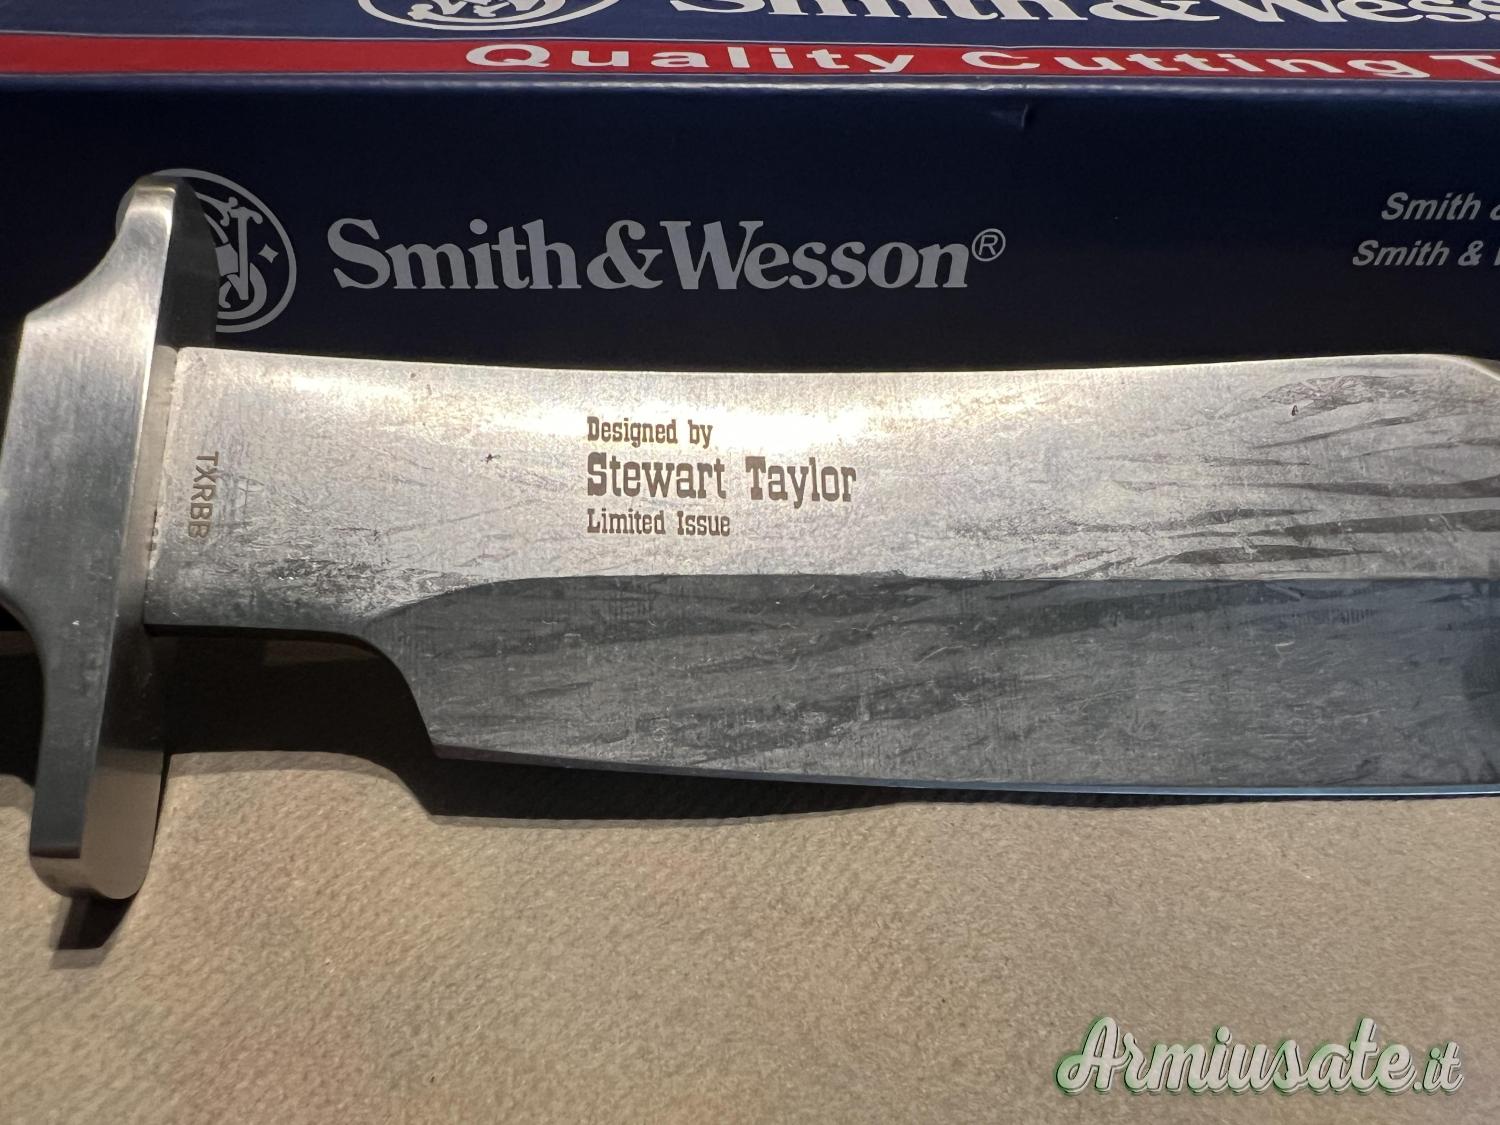 Smith & Wesson
Quality Cutting
Smith & Wesson®
Smith &
Smith &
TXRBB
Designed by
Stewart Taylor
Limited Issue
Armiusate.it